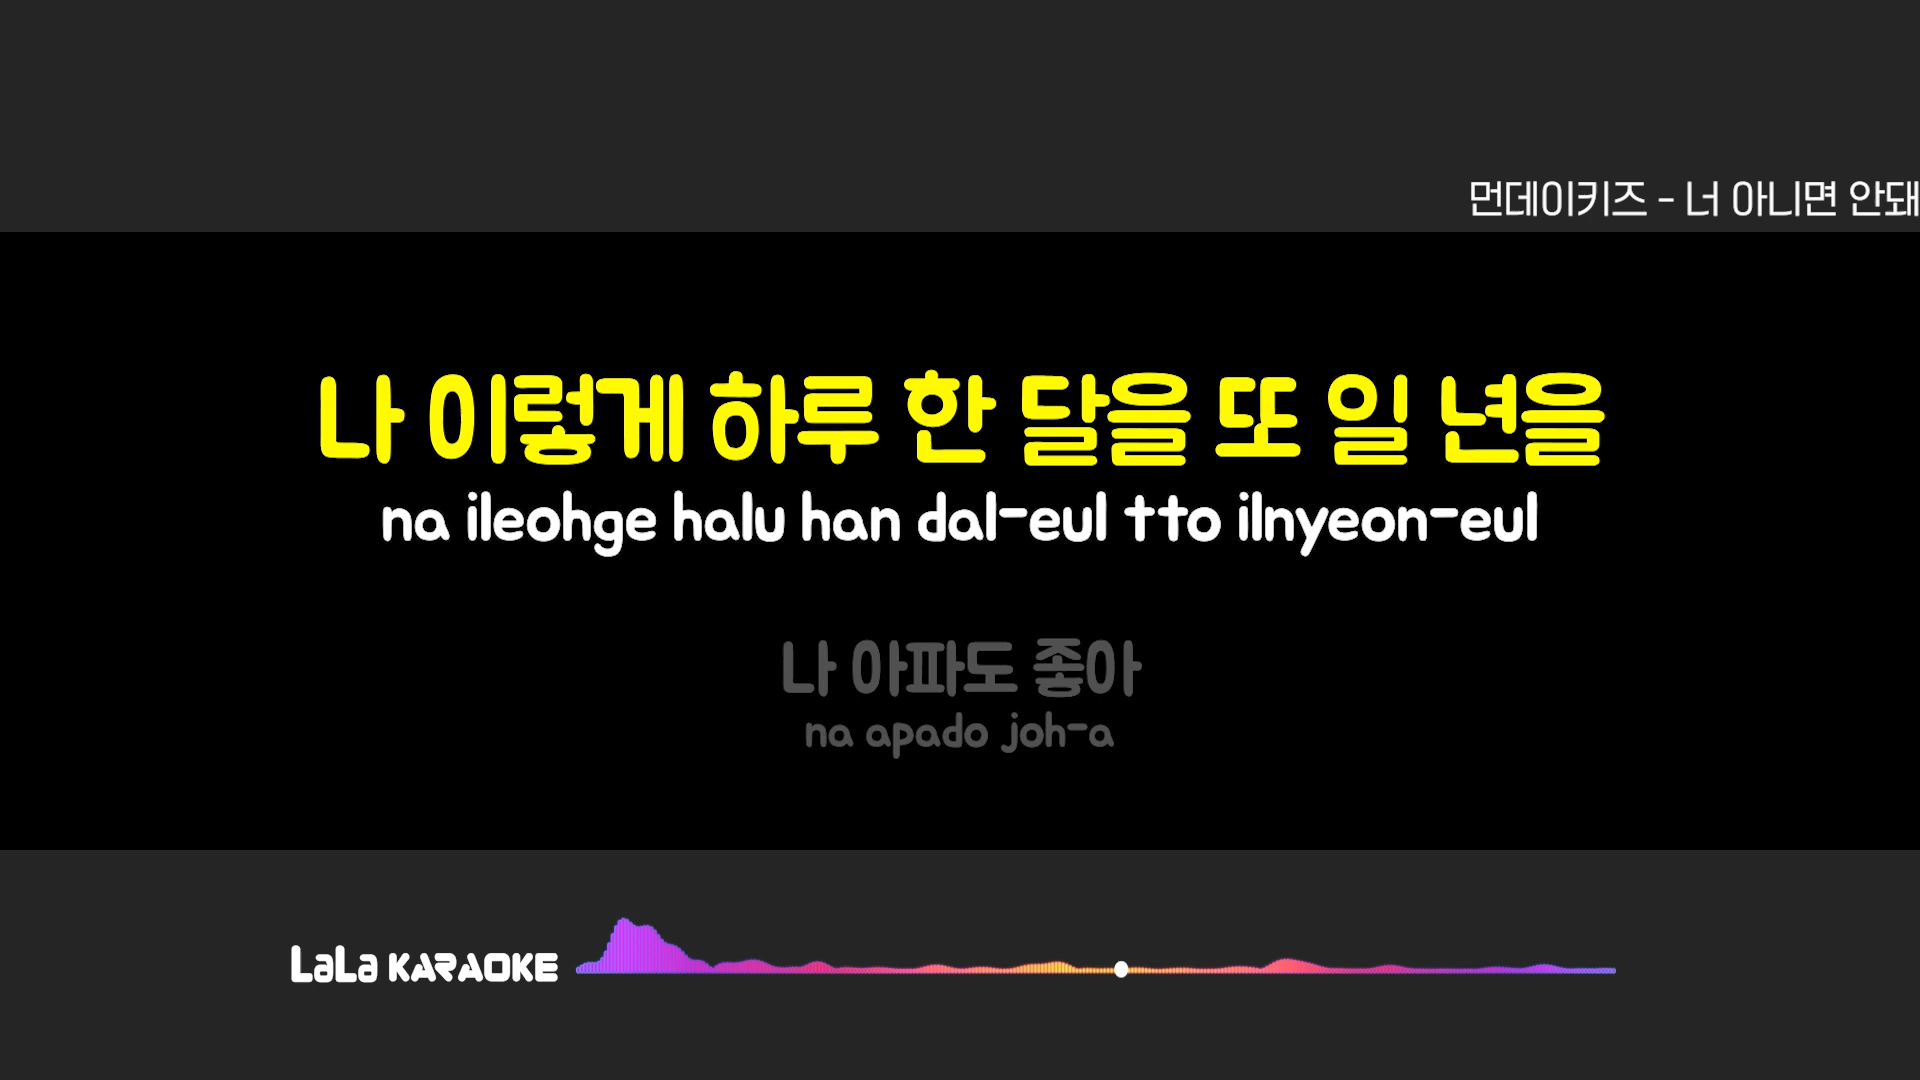 먼데이키즈 - 너 아니면 안돼
나 이렇게 하루 한 달을 또 일 년을
na ileohge halu han dal-eul tto ilnyeon-eul
나 아파도 좋아
na apado joh-a
LaLa KARAOKE